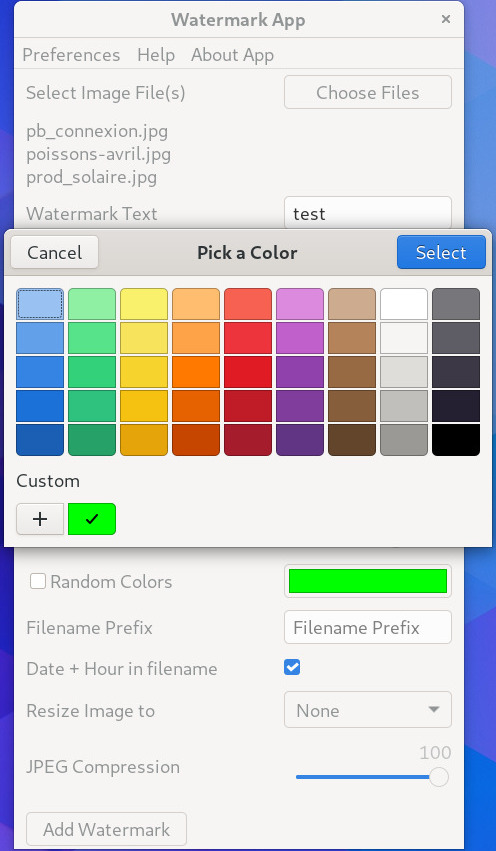 Watermark App
Preferences Help About App
Select Image File(s) Choose Files
pb_connexion.jpg
poissons-avril.jpg
prod_solaire.jpg
Watermark Text test
Cancel Pick a Color Select
Custom
Random Colors
Filename Prefix Filename Prefix
Date + Hour in filename
Resize Image to None
100
JPEG Compression
Add Watermark